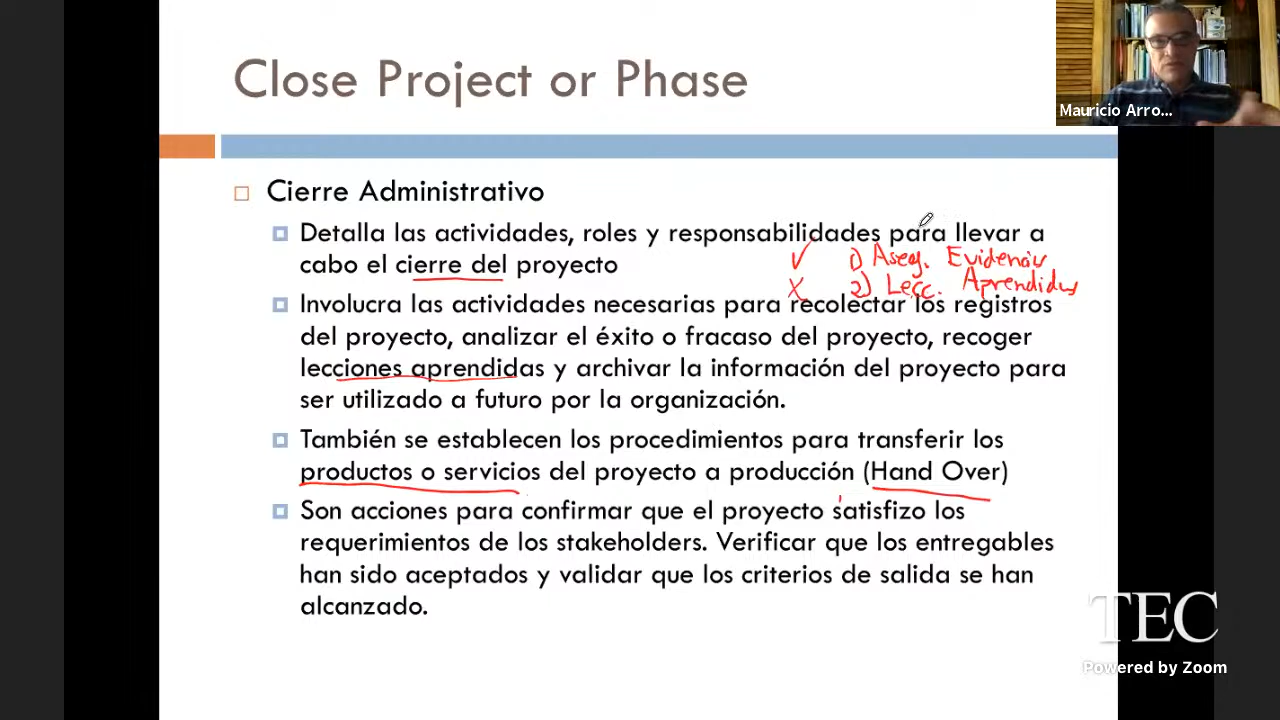 Close Project or Phase
Mauricio Arro...
Cierre Administrativo
Detalla las actividades, roles y responsabilidades para llevar a
cabo el cierre del proyecto
1) Aseg. Evidencias
2) Lecc. Aprendidas
Involucra las actividades necesarias para recolectar los registros
del proyecto, analizar el éxito o fracaso del proyecto, recoger
lecciones aprendidas y archivar la información del proyecto para
ser utilizado a futuro por la organización.
También se establecen los procedimientos para transferir los
productos o servicios del proyecto a producción (Hand Over)
Son acciones para confirmar que el proyecto satisfizo los
requerimientos de los stakeholders. Verificar que los entregables
han sido aceptados y validar que los criterios de salida se han
alcanzado.
TEC
Powered by Zoom